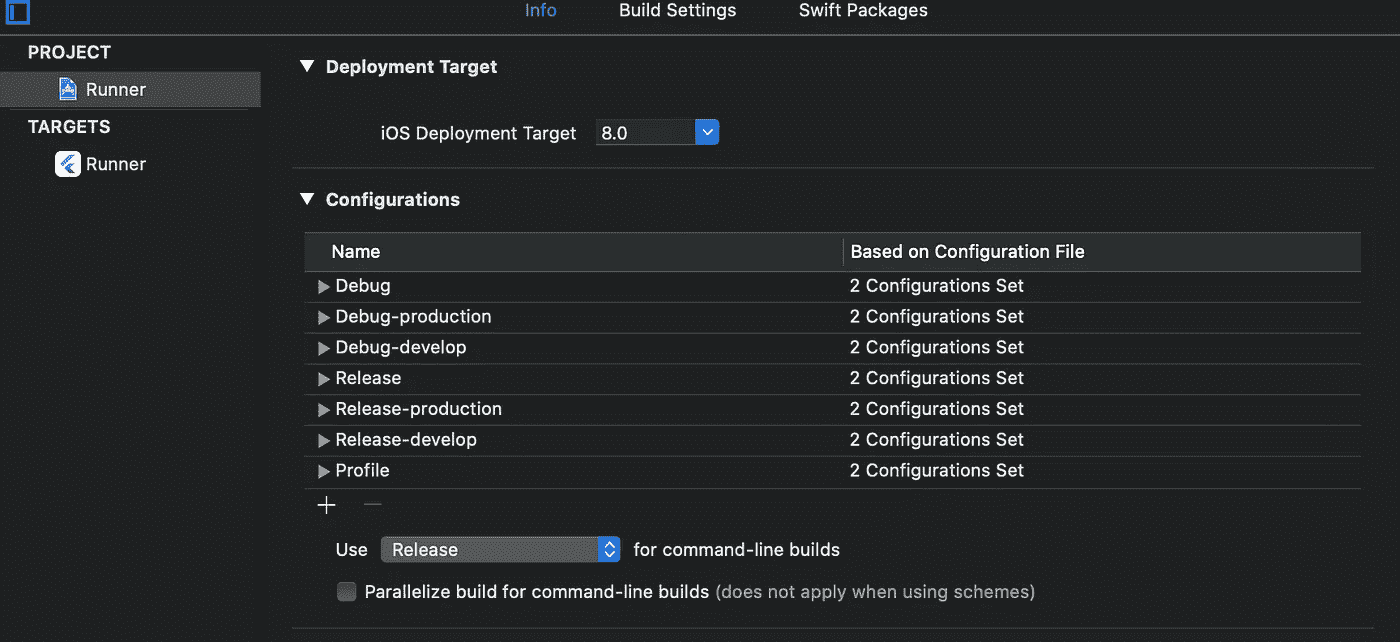 Info Build Settings Swift Packages
PROJECT
Runner
TARGETS
Runner
Deployment Target
iOS Deployment Target 8.0
Configurations
Name Based on Configuration File
Debug 2 Configurations Set
Debug-production 2 Configurations Set
Debug-develop 2 Configurations Set
Release 2 Configurations Set
Release-production 2 Configurations Set
Release-develop 2 Configurations Set
Profile 2 Configurations Set
Use Release for command-line builds
Parallelize build for command-line builds (does not apply when using schemes)